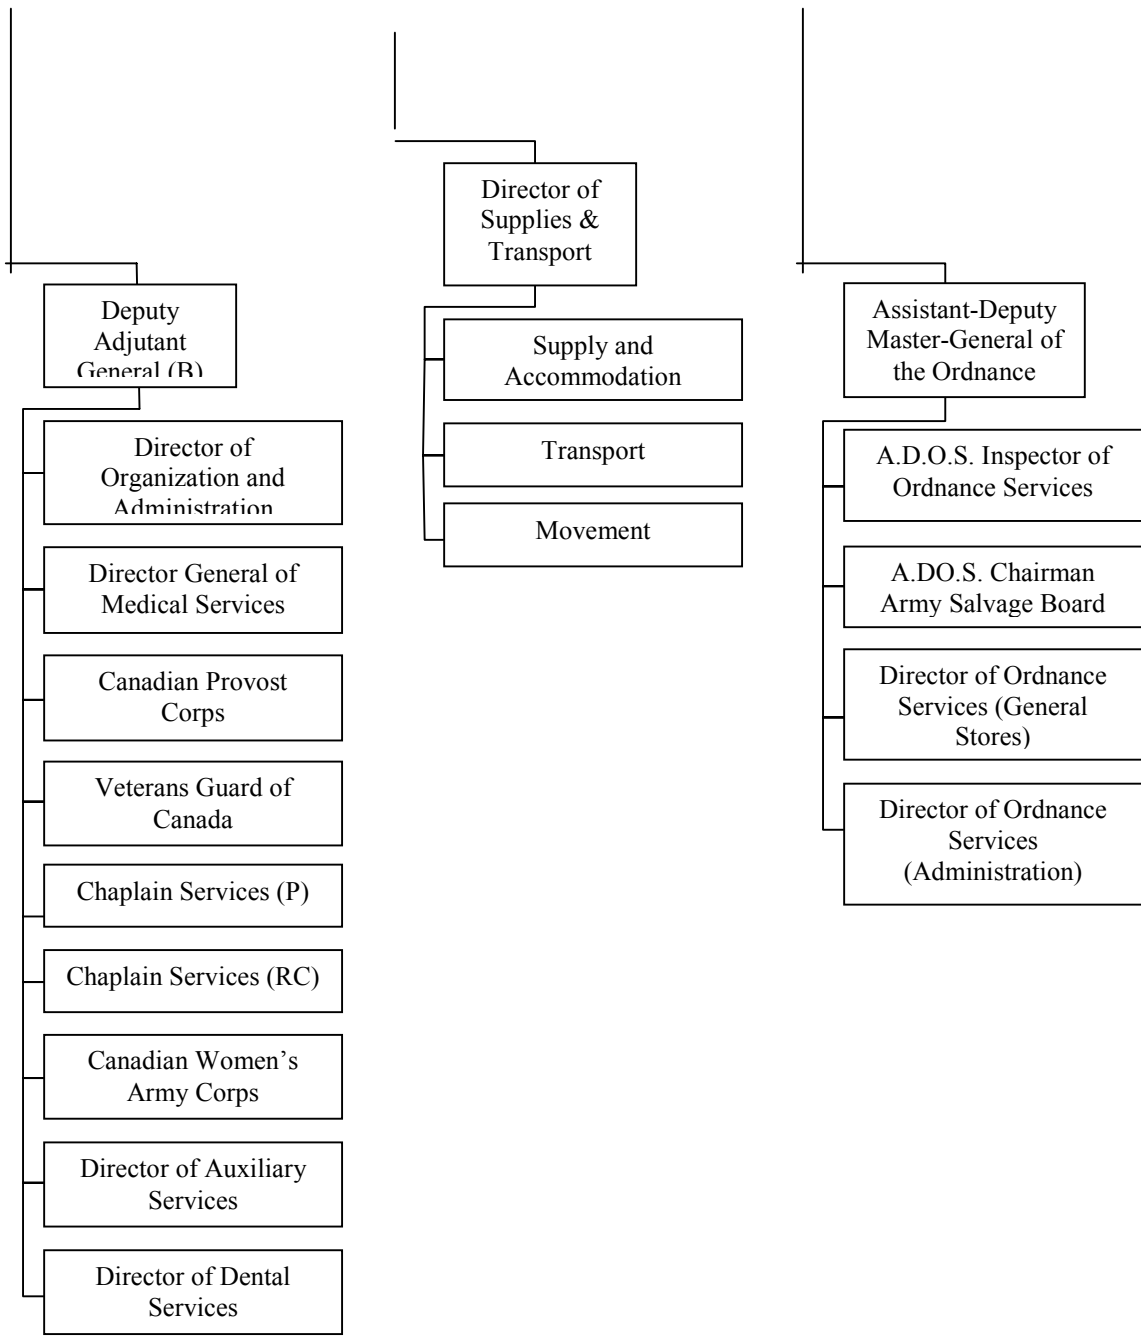 Deputy
Adjutant
General (B)
Director of
Organization and
Administration
Director General of
Medical Services
Canadian Provost
Corps
Veterans Guard of
Canada
Chaplain Services (P)
Chaplain Services (RC)
Canadian Women’s
Army Corps
Director of Auxiliary
Services
Director of Dental
Services
Director of
Supplies &
Transport
Supply and
Accommodation
Transport
Movement
Assistant-Deputy
Master-General of
the Ordnance
A.D.O.S. Inspector of
Ordnance Services
A.DO.S. Chairman
Army Salvage Board
Director of Ordnance
Services (General
Stores)
Director of Ordnance
Services
(Administration)